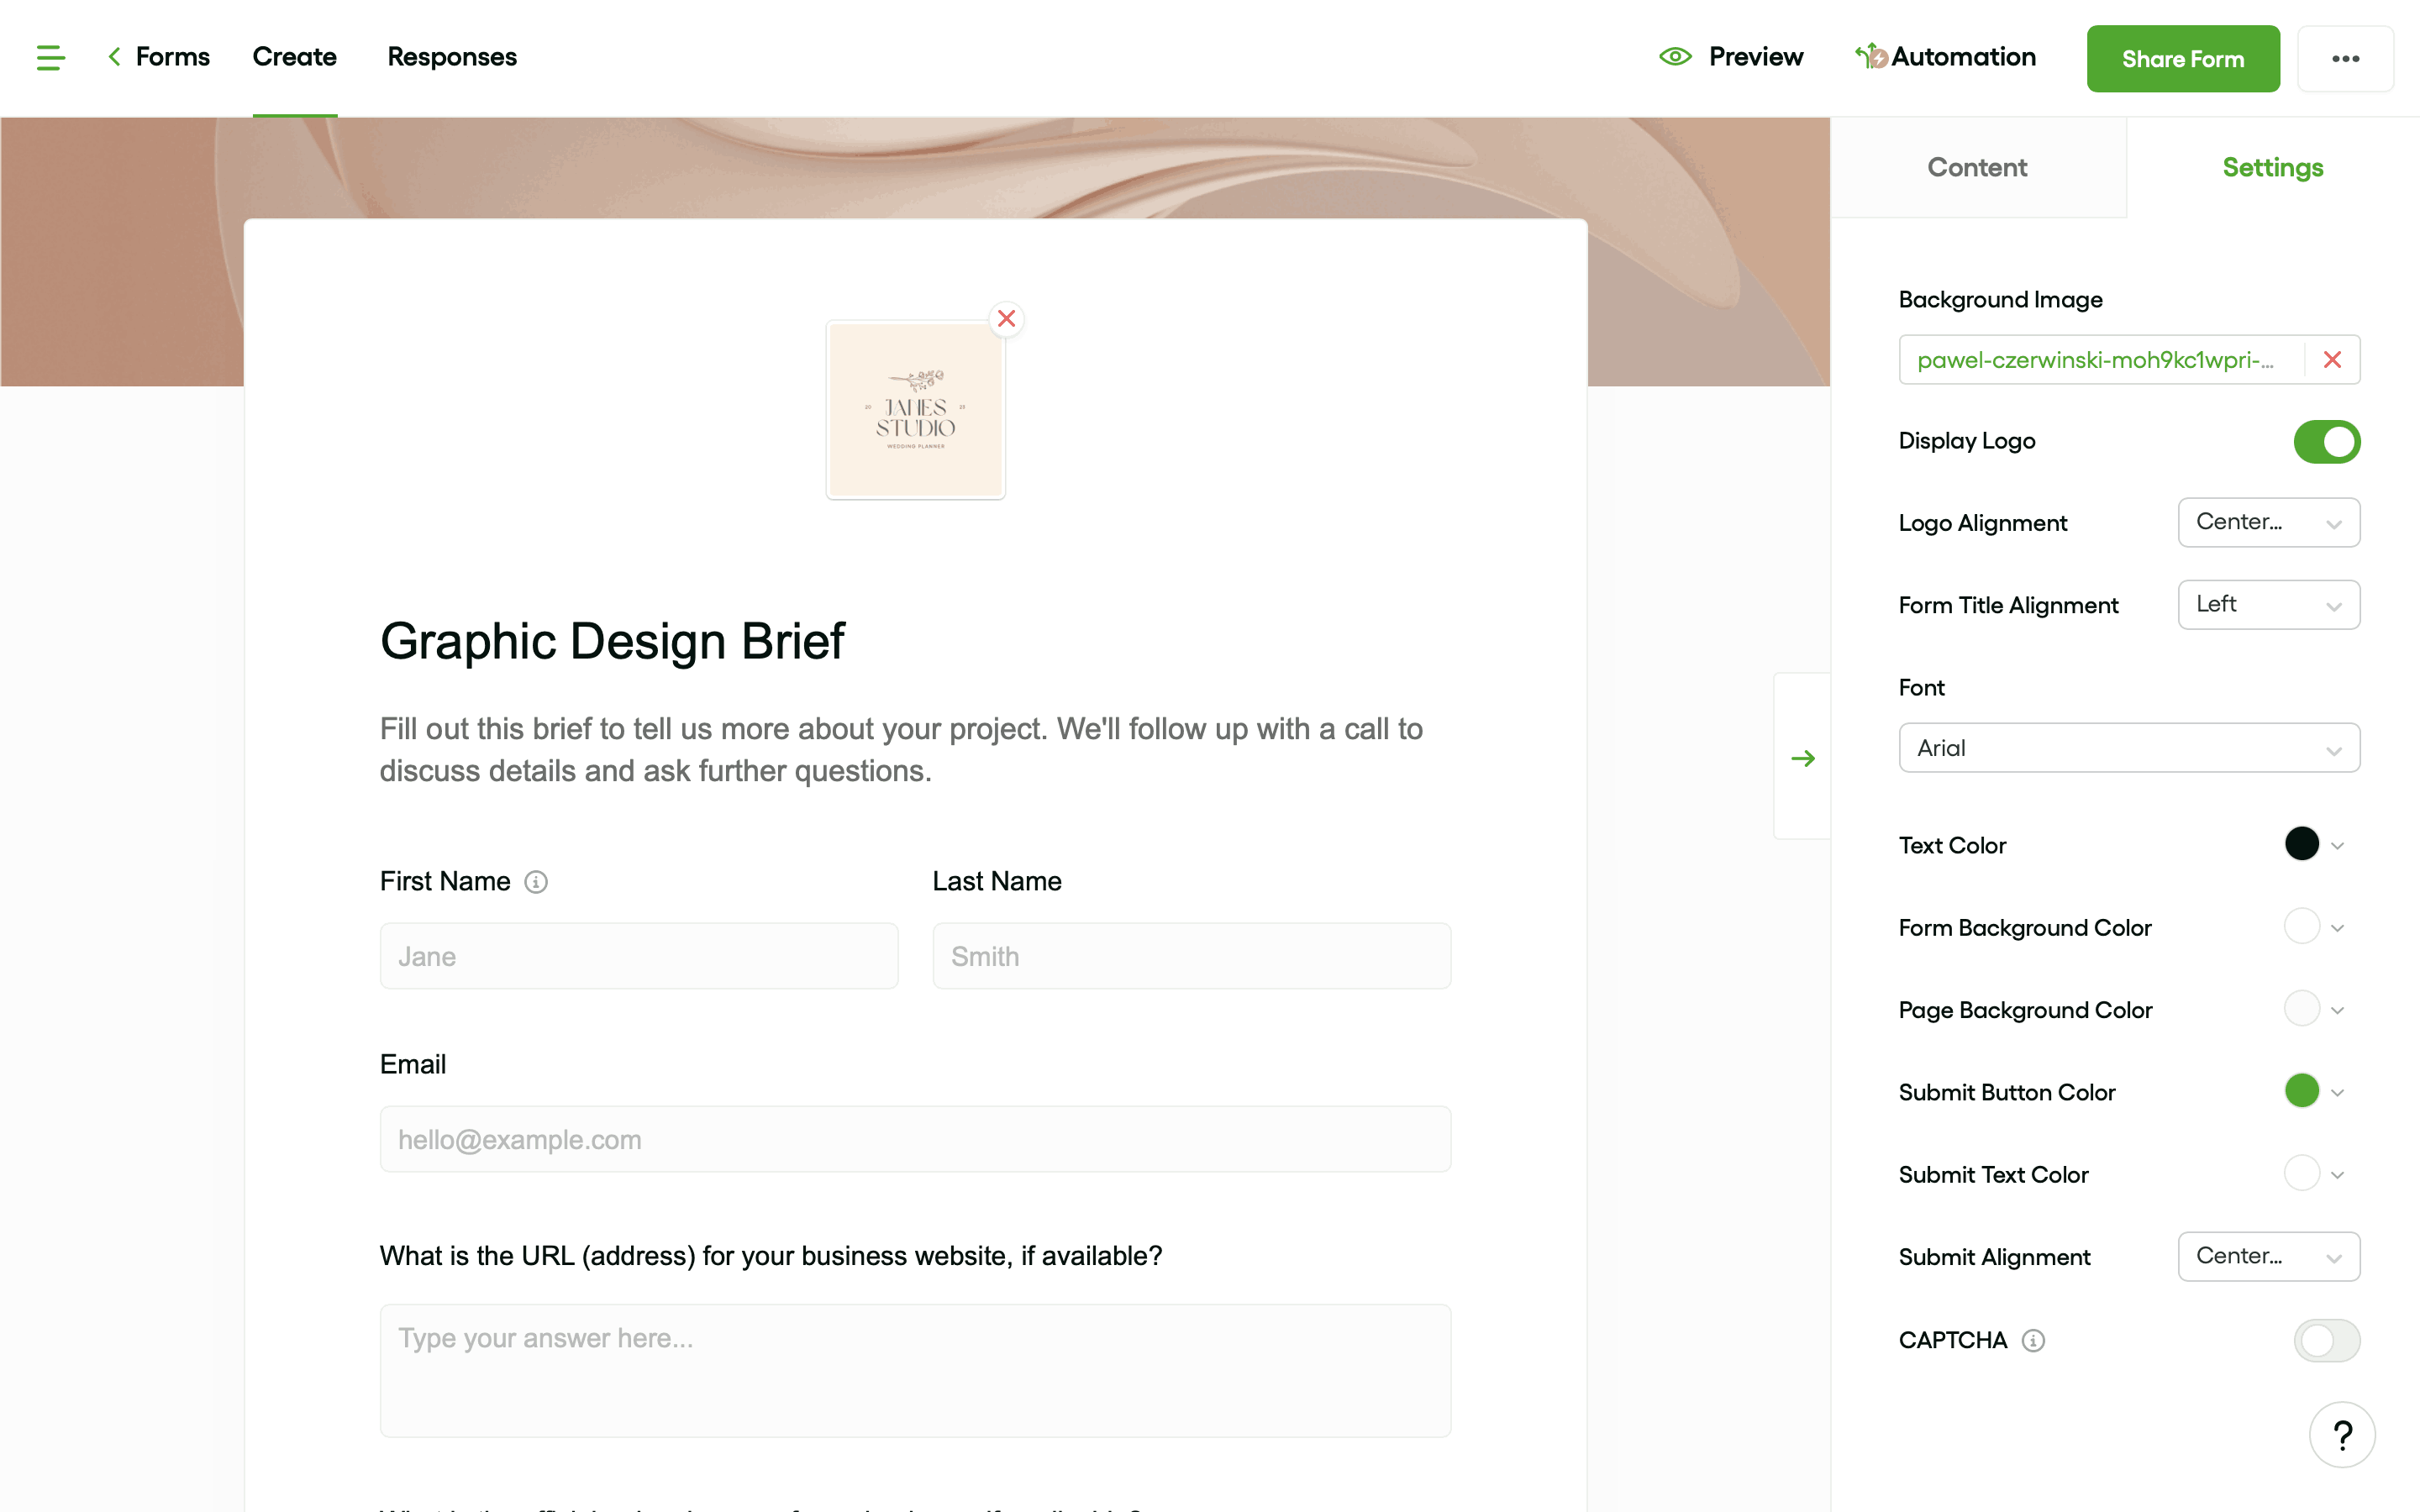 Forms
Create
Responses
Preview
Automation
Share Form
Content
Settings
20 JANES 23
STUDIO
WEDDING PLANNER
Graphic Design Brief
Fill out this brief to tell us more about your project. We'll follow up with a call to
discuss details and ask further questions.
First Name
Last Name
Jane
Smith
Email
hello@example.com
What is the URL (address) for your business website, if available?
Type your answer here...
Background Image
pawel-czerwinski-moh9kc1wpri-...
Display Logo
Logo Alignment
Center...
Form Title Alignment
Left
Font
Arial
Text Color
Form Background Color
Page Background Color
Submit Button Color
Submit Text Color
Submit Alignment
Center...
CAPTCHA
?